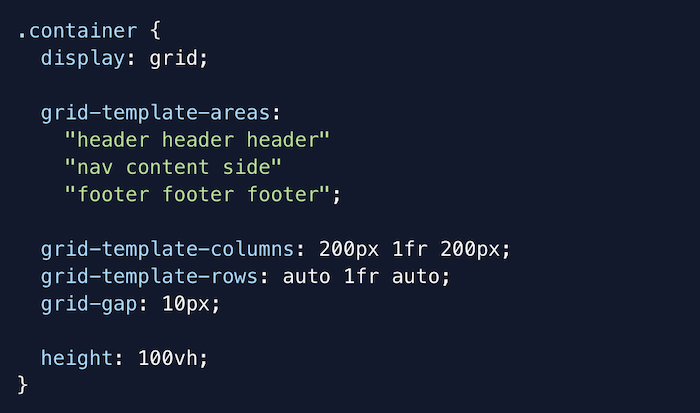 .container {
  display: grid;

  grid-template-areas:
    "header header header"
    "nav content side"
    "footer footer footer";

  grid-template-columns: 200px 1fr 200px;
  grid-template-rows: auto 1fr auto;
  grid-gap: 10px;

  height: 100vh;
}